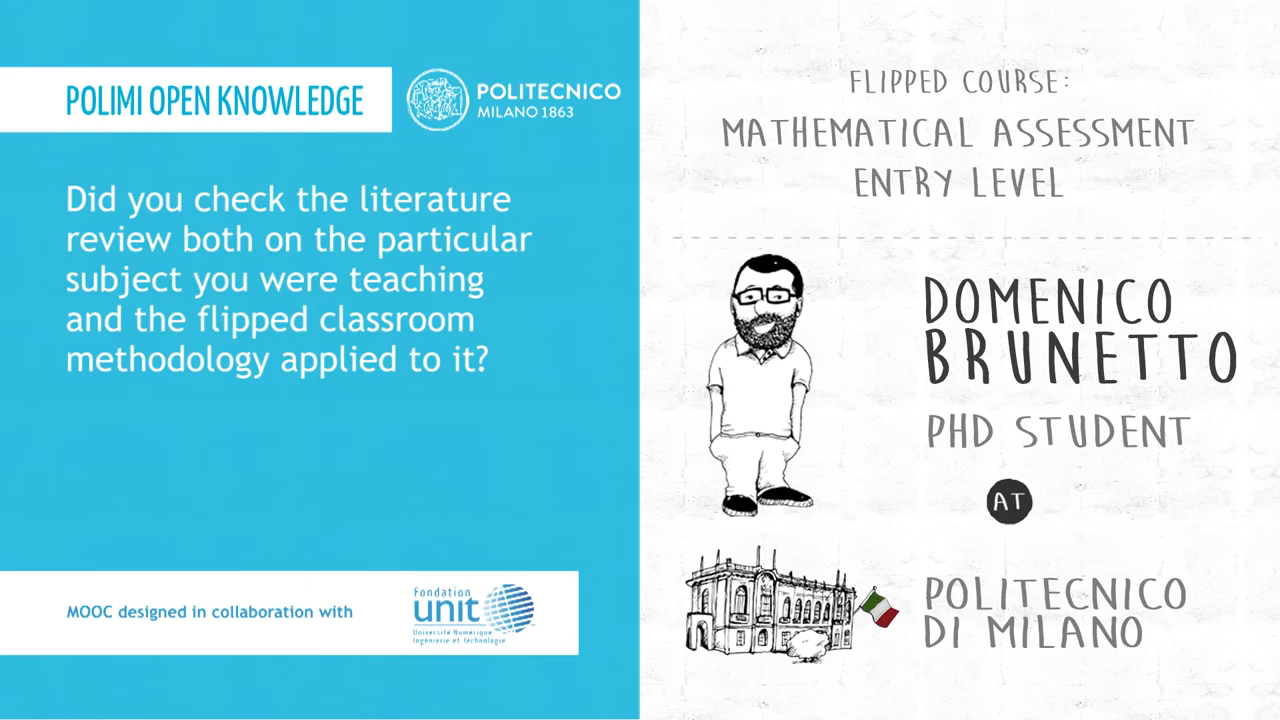 POLIMI OPEN KNOWLEDGE
POLITECNICO
MILANO 1863
Did you check the literature
review both on the particular
subject you were teaching
and the flipped classroom
methodology applied to it?
MOOC designed in collaboration with
Fondation
unit
Université Numérique
Ingénierie et Technologie
FLIPPED COURSE:
MATHEMATICAL ASSESSMENT
ENTRY LEVEL
DOMENICO
BRUNETTO
PHD STUDENT
AT
POLITECNICO
DI MILANO